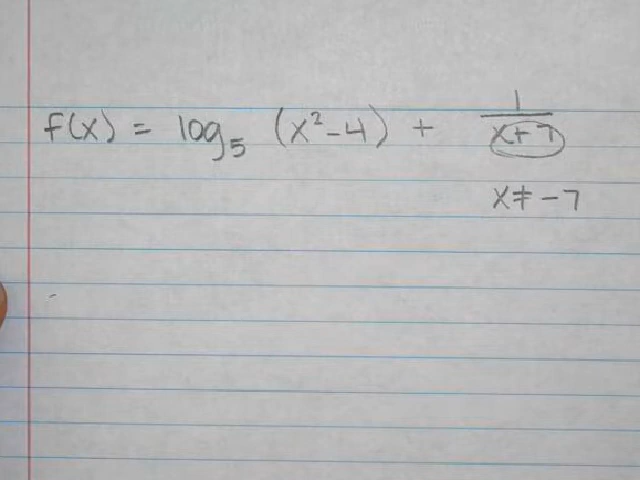 f(x) = log₅ (x² - 4) + 1/(x + 7)
x ≠ -7